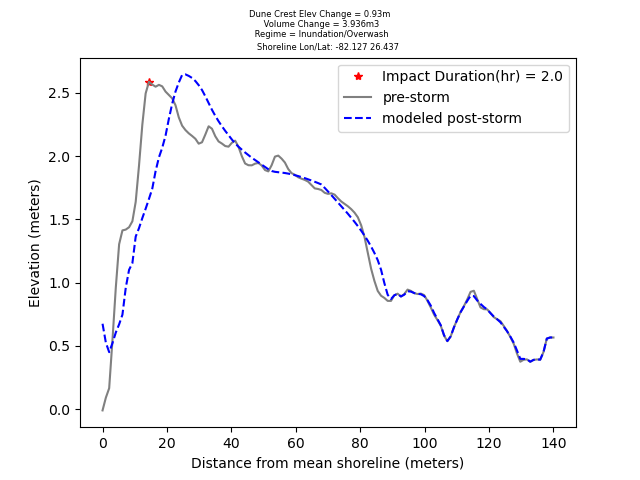 Dune Crest Elev Change = 0.93m
Volume Change = 3.936m3
Regime = Inundation/Overwash
Shoreline Lon/Lat: -82.127 26.437
Impact Duration(hr) = 2.0
pre-storm
modeled post-storm
2.5
2.0
1.5
1.0
0.5
0.0
Elevation (meters)
0 20 40 60 80 100 120 140
Distance from mean shoreline (meters)